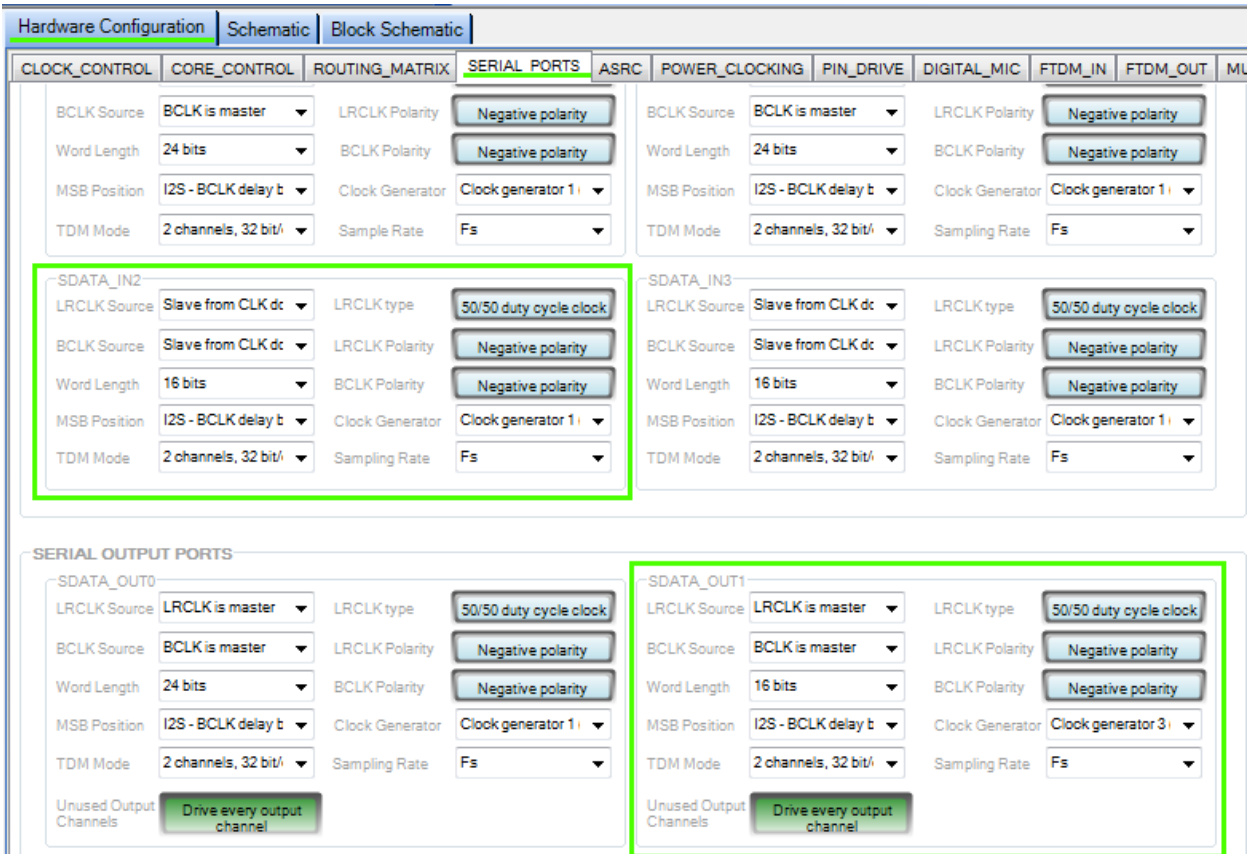 Hardware Configuration Schematic Block Schematic
CLOCK_CONTROL CORE_CONTROL ROUTING_MATRIX SERIAL_PORTS ASRC POWER_CLOCKING PIN_DRIVE DIGITAL_MIC FTDM_IN FTDM_OUT MU
BCLK Source BCLK is master LRCLK Polarity Negative polarity BCLK Source BCLK is master LRCLK Polarity Negative polarity
Word Length 24 bits BCLK Polarity Negative polarity Word Length 24 bits BCLK Polarity Negative polarity
MSB Position I2S - BCLK delay b Clock Generator Clock generator 1 ( MSB Position I2S - BCLK delay b Clock Generator Clock generator 1 (
TDM Mode 2 channels, 32 bit/ Sample Rate Fs TDM Mode 2 channels, 32 bit/ Sampling Rate Fs
SDATA_IN2 SDATA_IN3
LRCLK Source Slave from CLK dc LRCLK type 50/50 duty cycle clock LRCLK Source Slave from CLK dc LRCLK type 50/50 duty cycle clock
BCLK Source Slave from CLK dc LRCLK Polarity Negative polarity BCLK Source Slave from CLK dc LRCLK Polarity Negative polarity
Word Length 16 bits BCLK Polarity Negative polarity Word Length 16 bits BCLK Polarity Negative polarity
MSB Position I2S - BCLK delay b Clock Generator Clock generator 1 ( MSB Position I2S - BCLK delay b Clock Generator Clock generator 1 (
TDM Mode 2 channels, 32 bit/ Sampling Rate Fs TDM Mode 2 channels, 32 bit/ Sampling Rate Fs
SERIAL OUTPUT PORTS
SDATA_OUT0 SDATA_OUT1
LRCLK Source LRCLK is master LRCLK type 50/50 duty cycle clock LRCLK Source LRCLK is master LRCLK type 50/50 duty cycle clock
BCLK Source BCLK is master LRCLK Polarity Negative polarity BCLK Source BCLK is master LRCLK Polarity Negative polarity
Word Length 24 bits BCLK Polarity Negative polarity Word Length 16 bits BCLK Polarity Negative polarity
MSB Position I2S - BCLK delay b Clock Generator Clock generator 1 ( MSB Position I2S - BCLK delay b Clock Generator Clock generator 3 (
TDM Mode 2 channels, 32 bit/ Sampling Rate Fs TDM Mode 2 channels, 32 bit/ Sampling Rate Fs
Unused Output Drive every output Unused Output Drive every output
Channels channel Channels channel